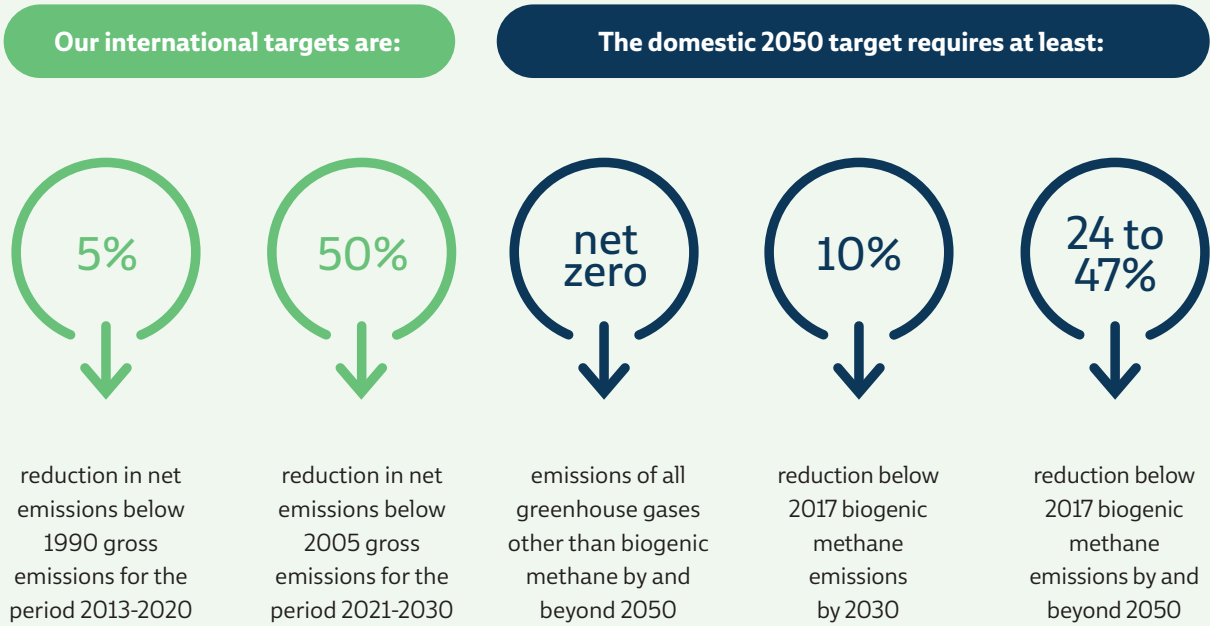 Our international targets are:
The domestic 2050 target requires at least:
5%
reduction in net
emissions below
1990 gross
emissions for the
period 2013-2020
50%
reduction in net
emissions below
2005 gross
emissions for the
period 2021-2030
net
zero
emissions of all
greenhouse gases
other than biogenic
methane by and
beyond 2050
10%
reduction below
2017 biogenic
methane
emissions
by 2030
24 to
47%
reduction below
2017 biogenic
methane
emissions by and
beyond 2050